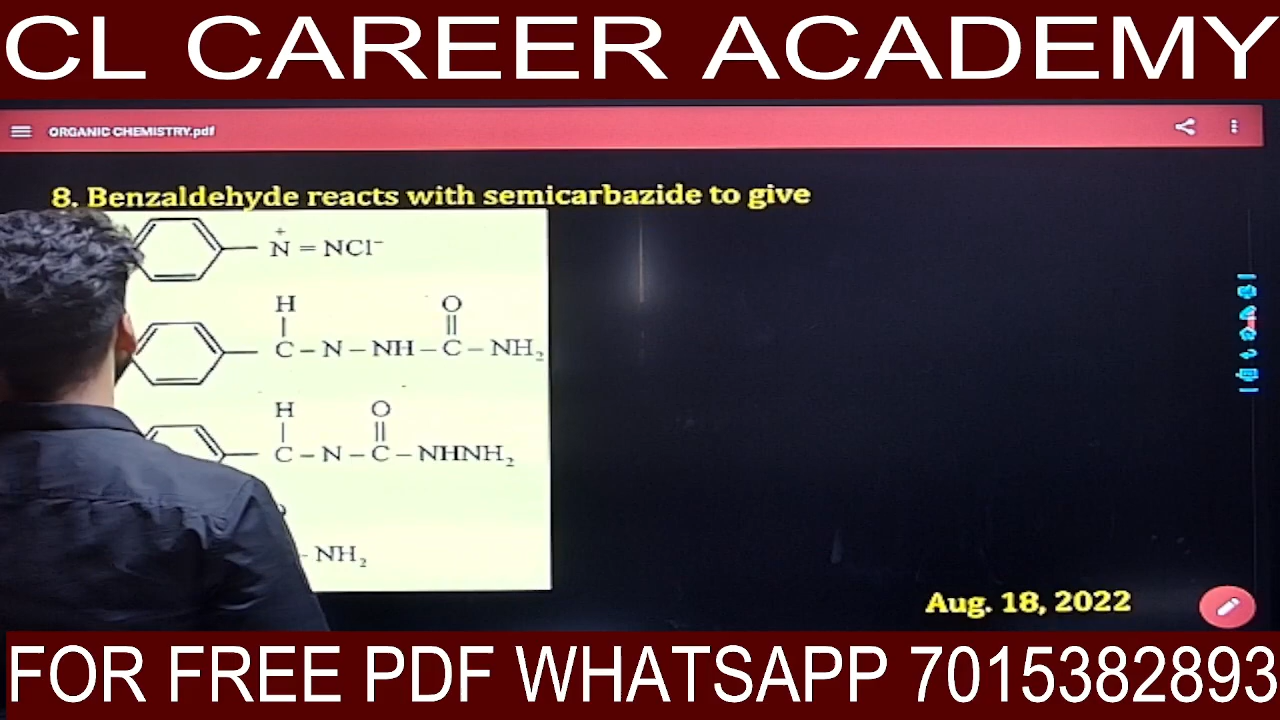 CL CAREER ACADEMY
ORGANIC CHEMISTRY.pdf
8. Benzaldehyde reacts with semicarbazide to give
+
N = NCl⁻
H O
C – N – NH – C – NH₂
H O
C – N – C – NHNH₂
- NH₂
Aug. 18, 2022
FOR FREE PDF WHATSAPP 7015382893